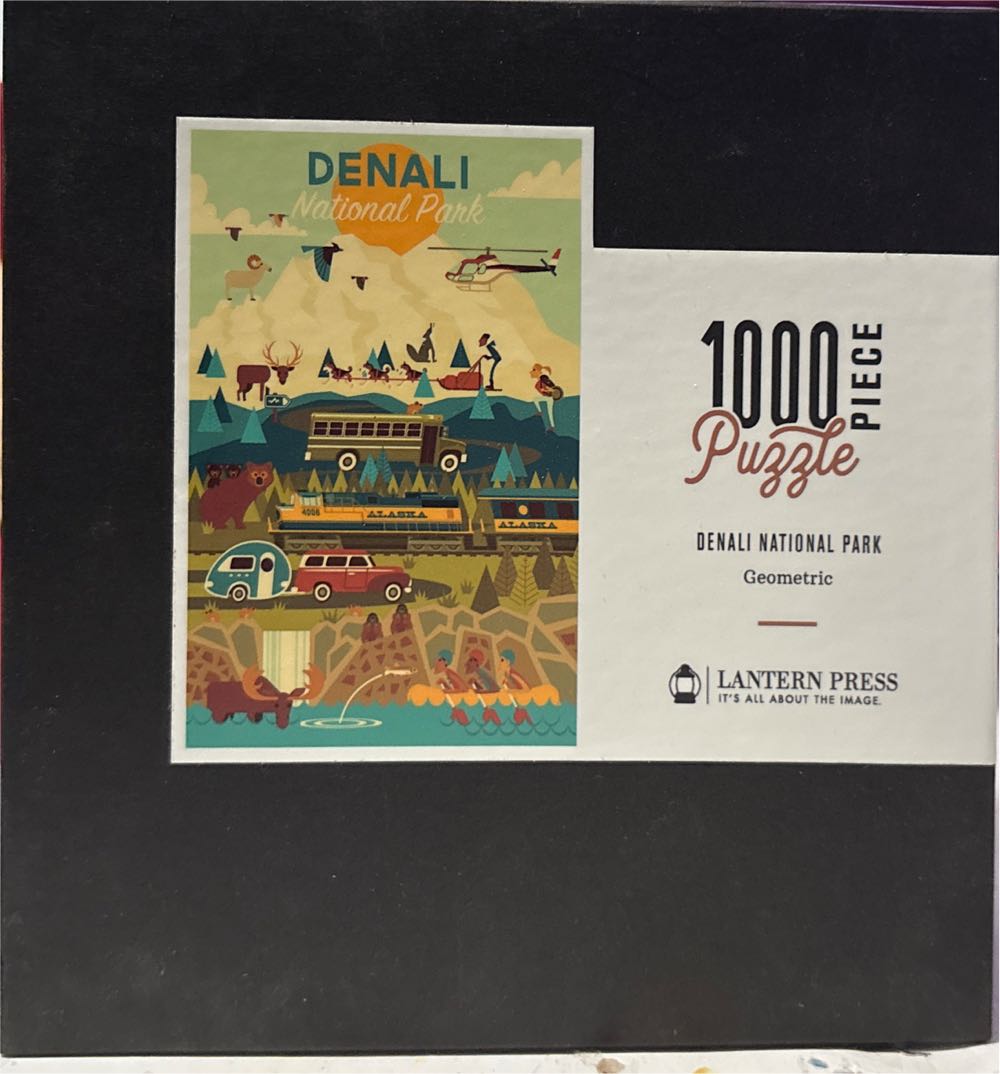 DENALI
National Park
4006
ALASKA
ALASKA
1000
PIECE
Puzzle
DENALI NATIONAL PARK
Geometric
LANTERN PRESS
IT'S ALL ABOUT THE IMAGE.